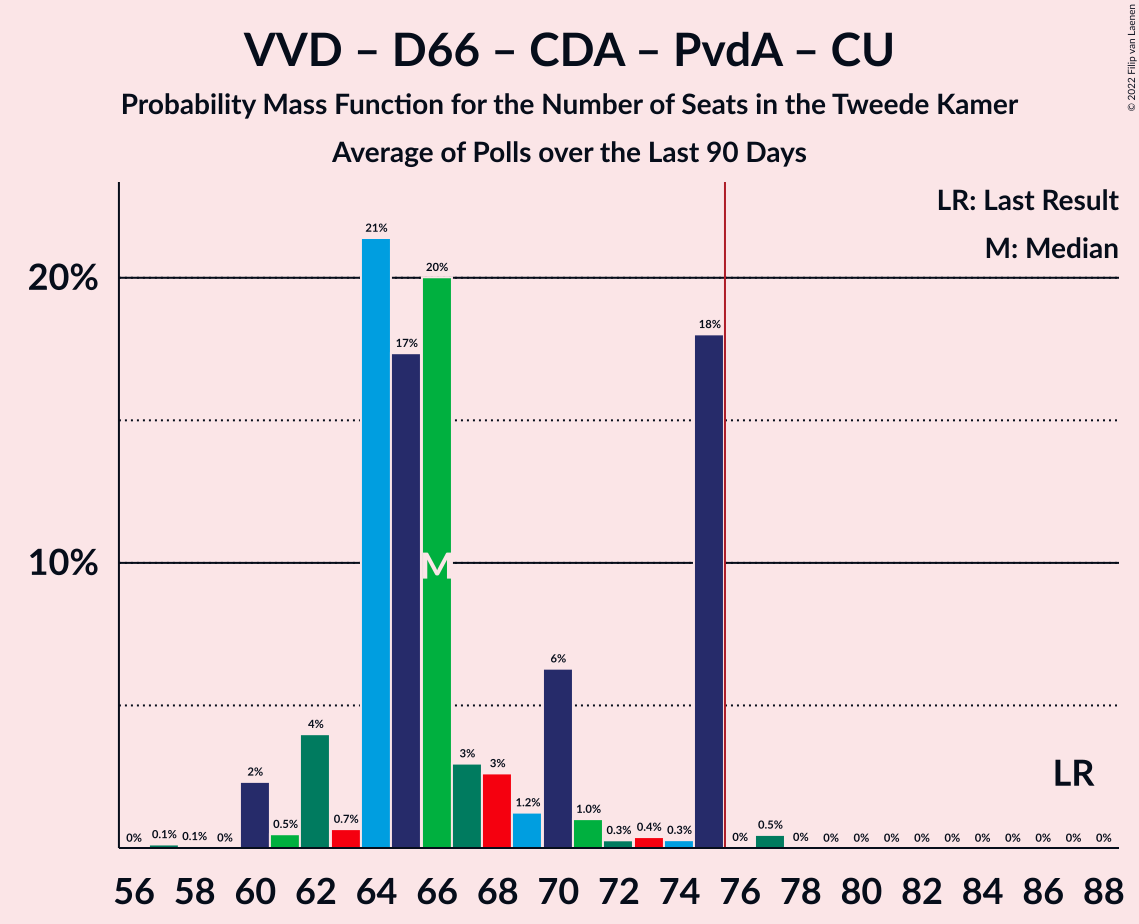 VVD – D66 – CDA – PvdA – CU
Probability Mass Function for the Number of Seats in the Tweede Kamer
Average of Polls over the Last 90 Days
© 2022 Filip van Laenen
LR: Last Result
M: Median
20%
10%
0% 0.1% 0.1% 0% 2% 0.5% 4% 0.7% 21% 17% 20% 3% 3% 1.2% 6% 1.0% 0.3% 0.4% 0.3% 18% 0% 0.5% 0% 0% 0% 0% 0% 0% 0% 0% 0% 0% 0%
M
LR
56 58 60 62 64 66 68 70 72 74 76 78 80 82 84 86 88